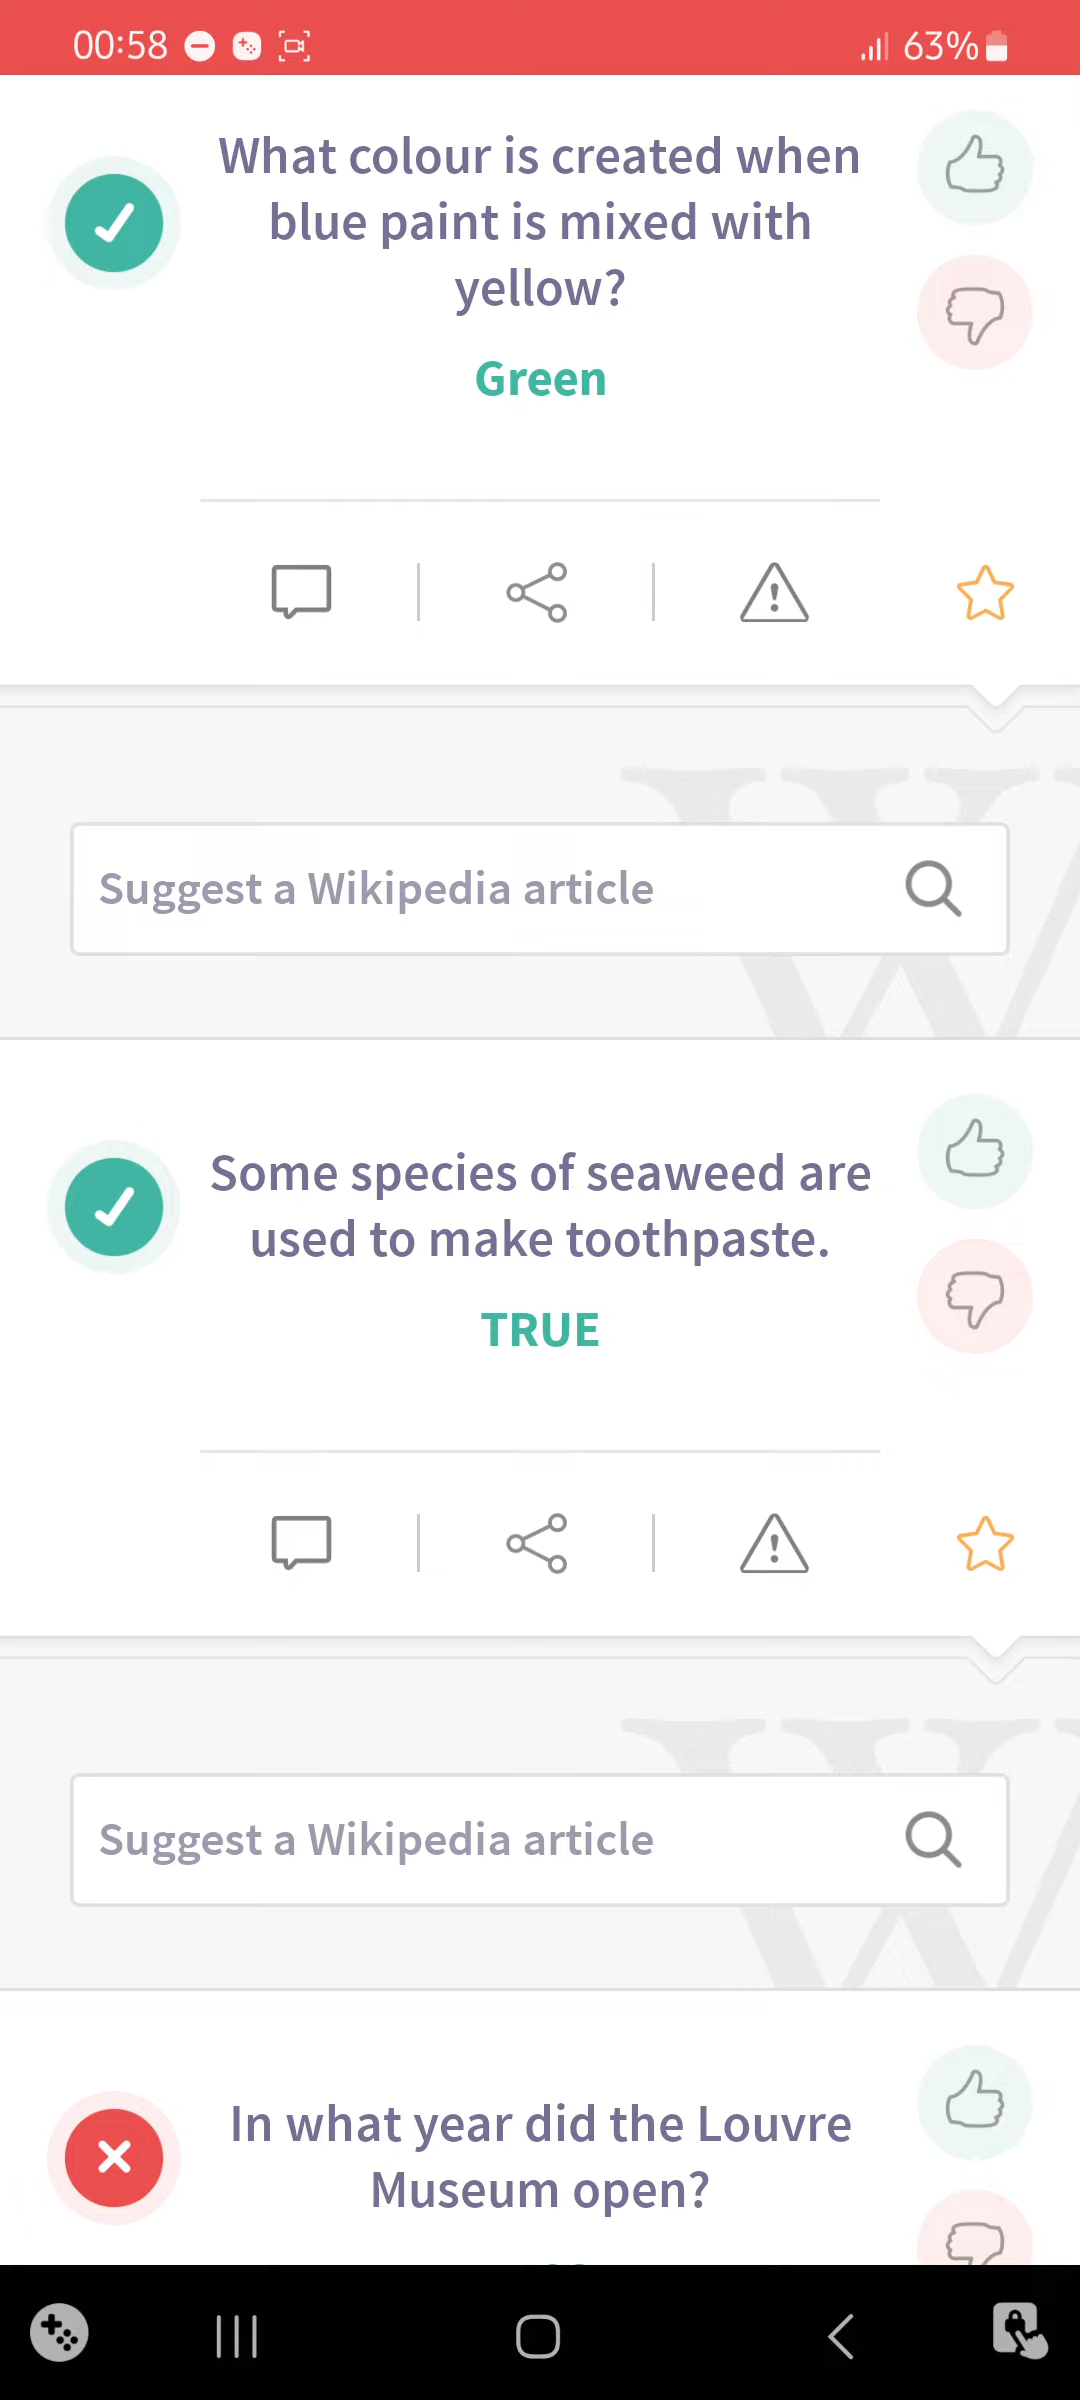 00:58
63%
What colour is created when
blue paint is mixed with
yellow?
Green
Suggest a Wikipedia article
Some species of seaweed are
used to make toothpaste.
TRUE
Suggest a Wikipedia article
In what year did the Louvre
Museum open?